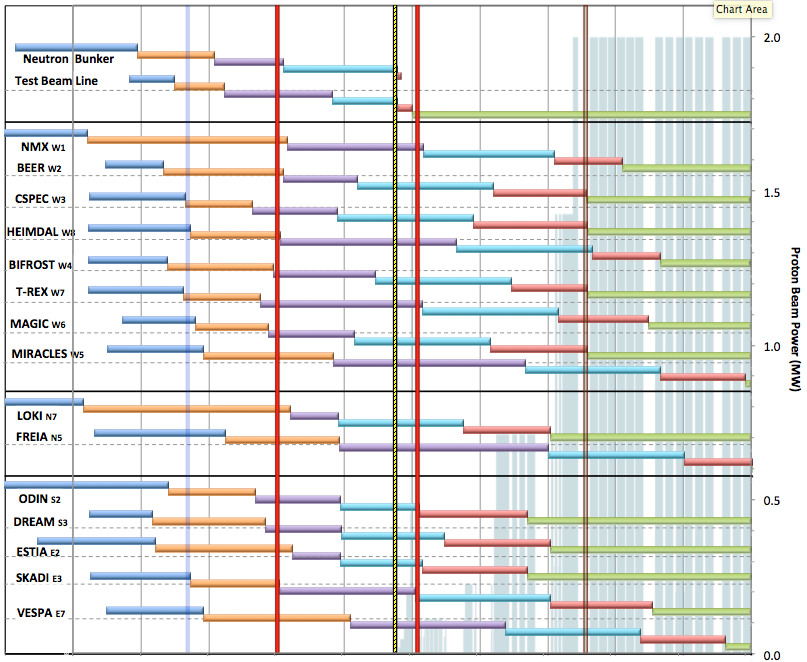 Chart Area
2.0
Neutron Bunker
Test Beam Line
NMX W1
BEER W2
1.5
CSPEC W3
HEIMDAL W8
BIFROST W4
T-REX W7
MAGIC W6
1.0
MIRACLES W5
LOKI N7
FREIA N5
ODIN S2
0.5
DREAM S3
ESTIA E2
SKADI E3
VESPA E7
0.0
Proton Beam Power (MW)